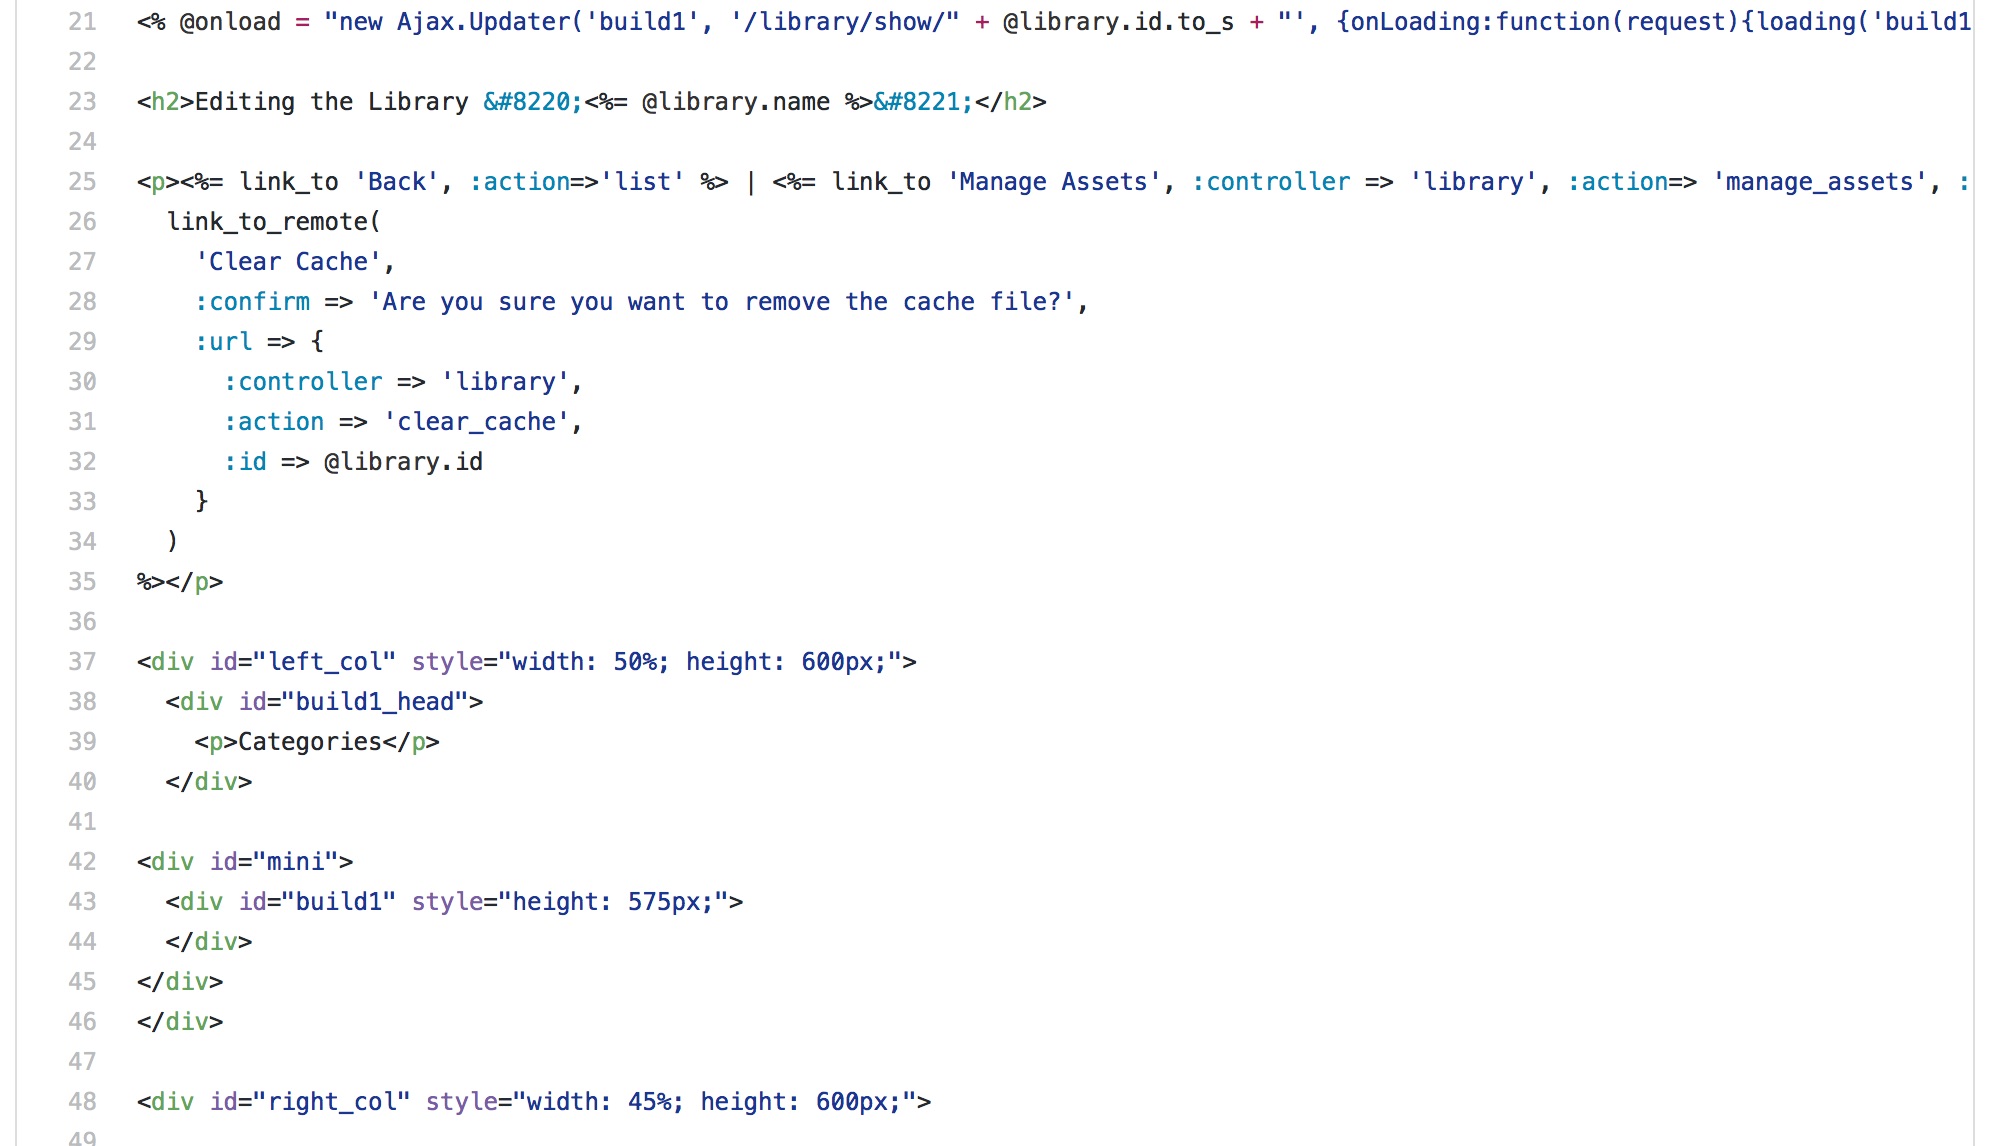 21 <% @onload = "new Ajax.Updater('build1', '/library/show/" + @library.id.to_s + "', {onLoading:function(request){loading('build1
22
23 <h2>Editing the Library &#8220;<%= @library.name %>&#8221;</h2>
24
25 <p><%= link_to 'Back', :action=>'list' %> | <%= link_to 'Manage Assets', :controller => 'library', :action=> 'manage_assets', :
26   link_to_remote(
27     'Clear Cache',
28     :confirm => 'Are you sure you want to remove the cache file?',
29     :url => {
30       :controller => 'library',
31       :action => 'clear_cache',
32       :id => @library.id
33     }
34   )
35 %></p>
36
37 <div id="left_col" style="width: 50%; height: 600px;">
38   <div id="build1_head">
39     <p>Categories</p>
40   </div>
41
42 <div id="mini">
43   <div id="build1" style="height: 575px;">
44   </div>
45 </div>
46 </div>
47
48 <div id="right_col" style="width: 45%; height: 600px;">
49